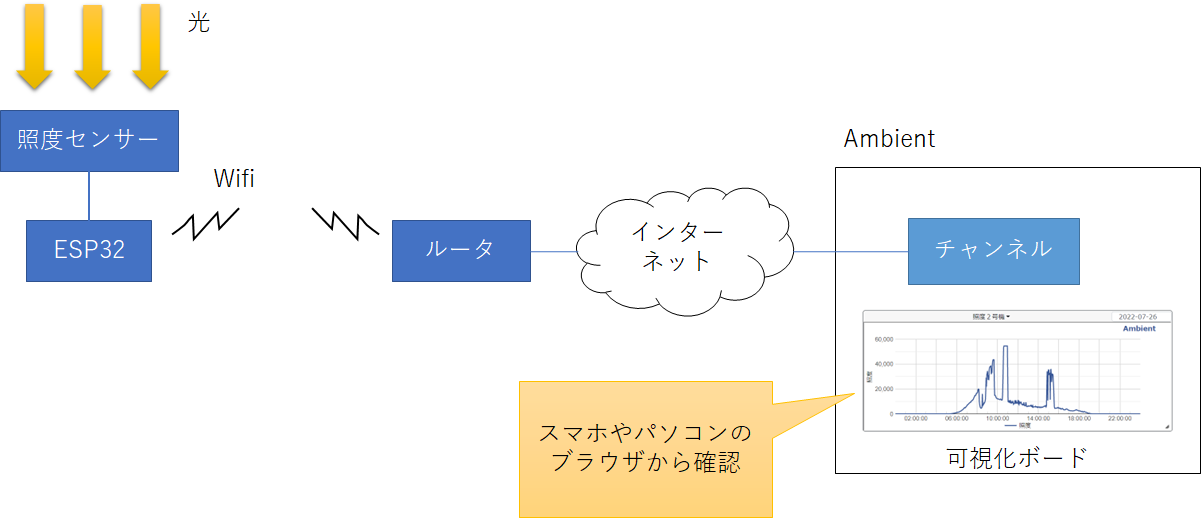 光
照度センサー
Ambient
Wifi
ESP32
ルータ
インター
ネット
チャンネル
照度２号機
2022-07-26
Ambient
60,000
40,000
20,000
0
照度
02:00:00 06:00:00 10:00:00 14:00:00 18:00:00 22:00:00
照度
スマホやパソコンの
ブラウザから確認
可視化ボード